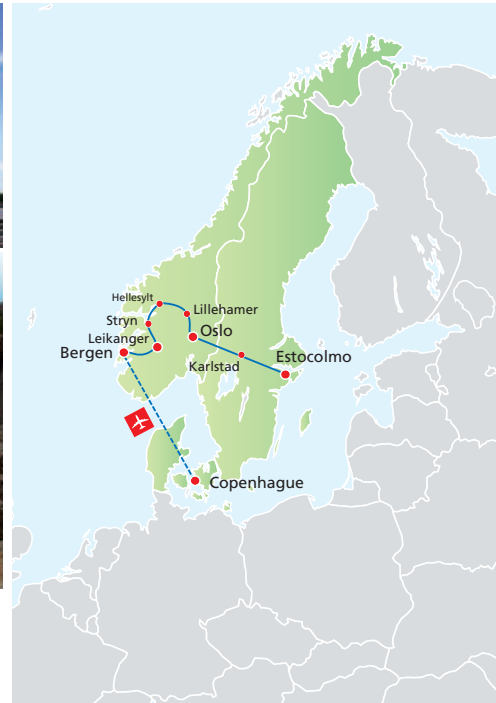 Hellesylt
Lillehamer
Stryn
Oslo
Leikanger
Bergen
Estocolmo
Karlstad
Copenhague